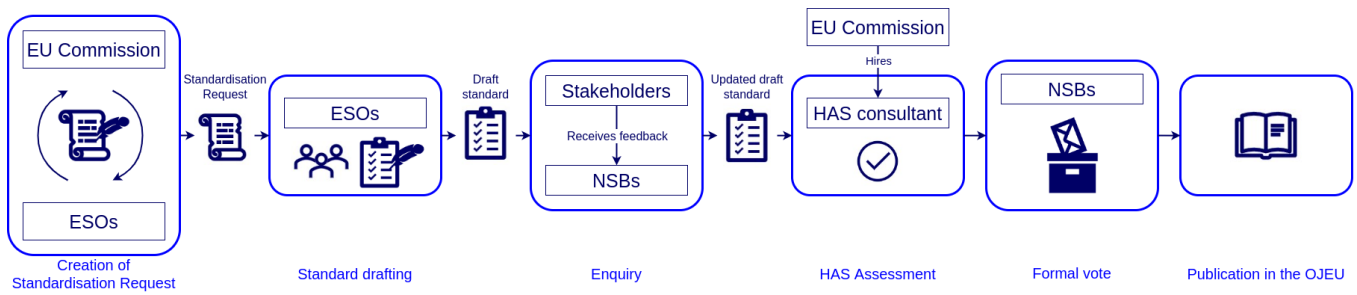 EU Commission
ESOs
Creation of
Standardisation Request
Standardisation
Request
ESOs
Standard drafting
Draft
standard
Stakeholders
Receives feedback
NSBs
Enquiry
Updated draft
standard
EU Commission
Hires
HAS consultant
HAS Assessment
NSBs
Formal vote
Publication in the OJEU